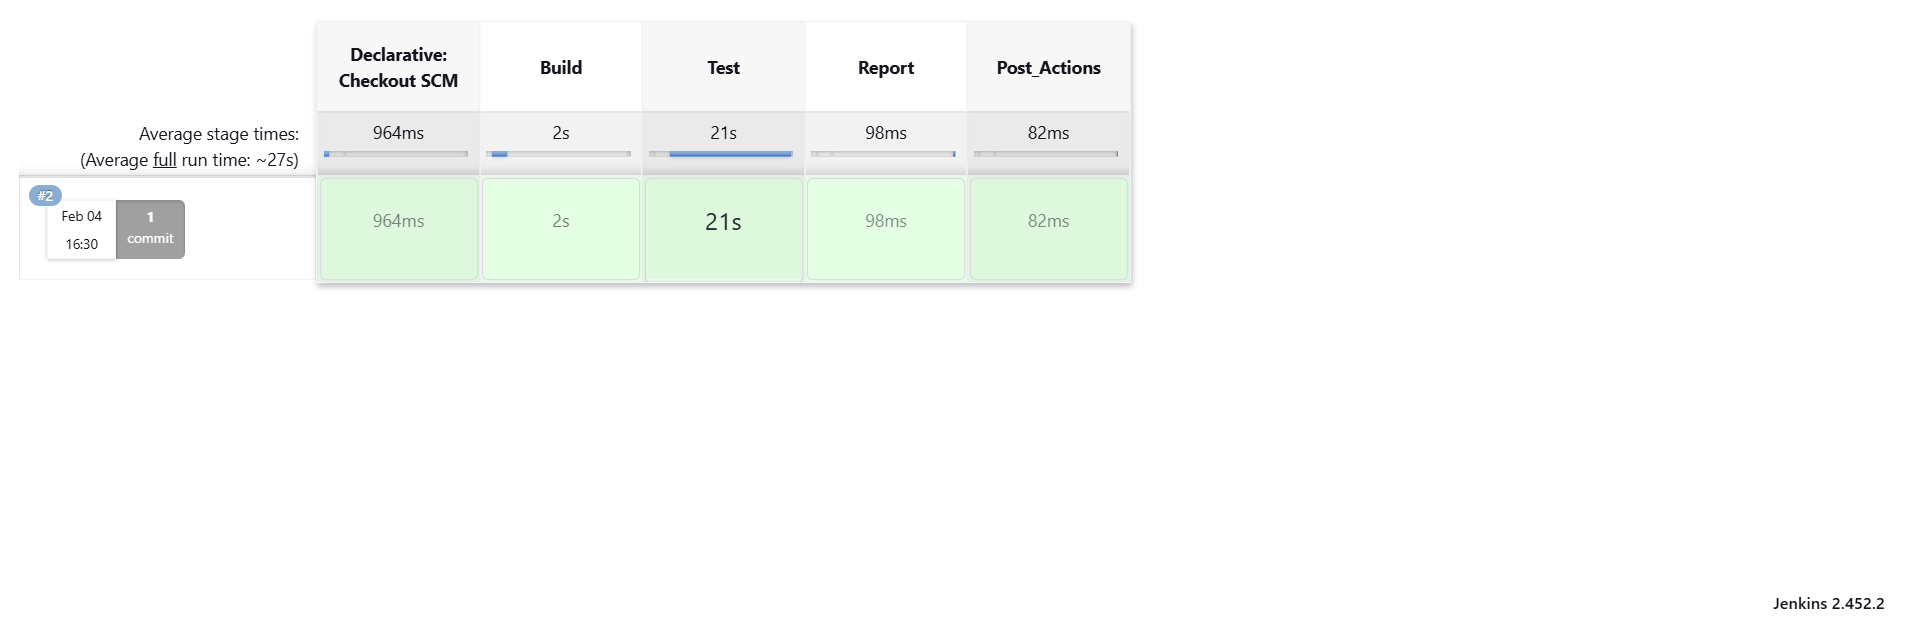 Declarative:
Checkout SCM
Build
Test
Report
Post_Actions
Average stage times:
(Average full run time: ~27s)
964ms
2s
21s
98ms
82ms
#2
Feb 04
16:30
1
commit
964ms
2s
21s
98ms
82ms
Jenkins 2.452.2